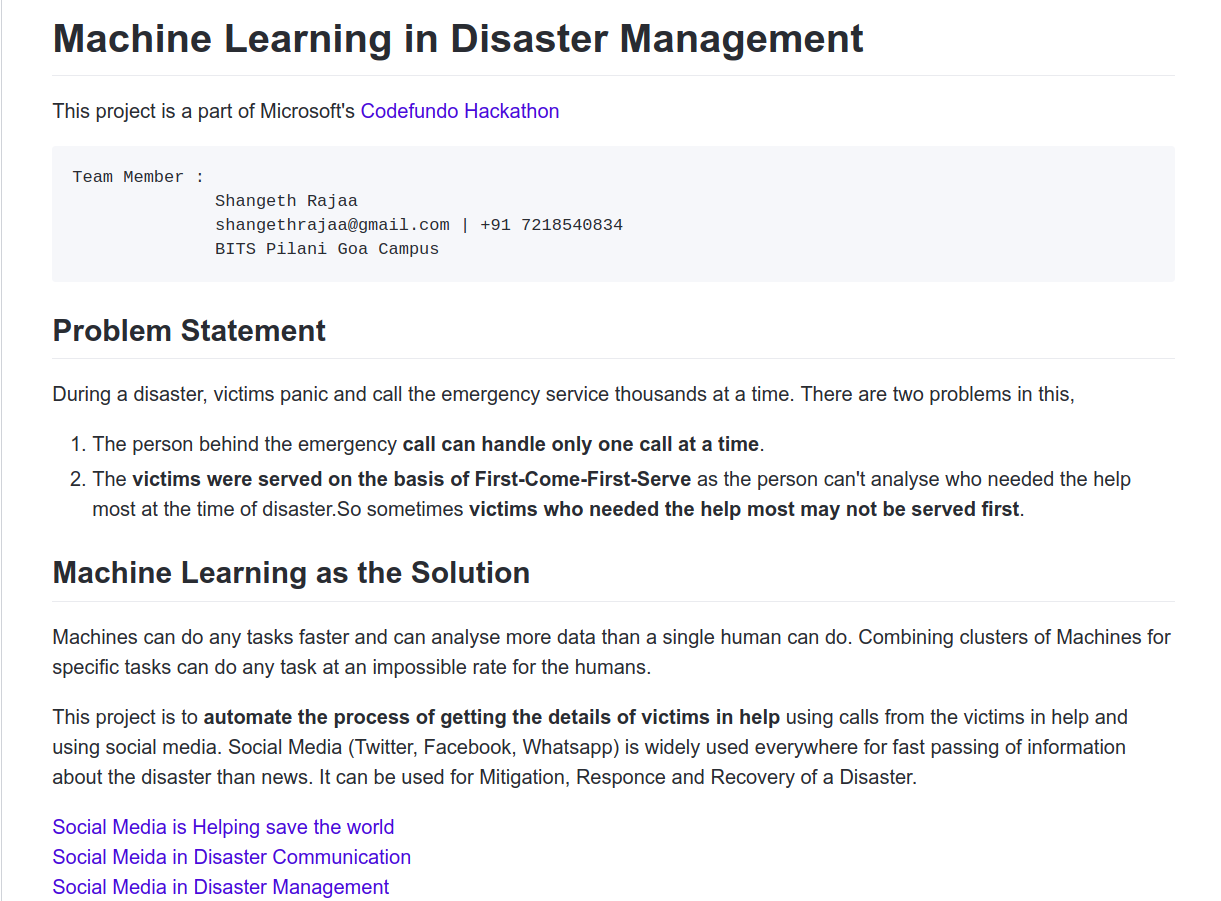 Machine Learning in Disaster Management
This project is a part of Microsoft's Codefundo Hackathon
Team Member :
Shangeth Rajaa
shangethrajaa@gmail.com | +91 7218540834
BITS Pilani Goa Campus
Problem Statement
During a disaster, victims panic and call the emergency service thousands at a time. There are two problems in this,
1. The person behind the emergency call can handle only one call at a time.
2. The victims were served on the basis of First-Come-First-Serve as the person can't analyse who needed the help
most at the time of disaster.So sometimes victims who needed the help most may not be served first.
Machine Learning as the Solution
Machines can do any tasks faster and can analyse more data than a single human can do. Combining clusters of Machines for
specific tasks can do any task at an impossible rate for the humans.
This project is to automate the process of getting the details of victims in help using calls from the victims in help and
using social media. Social Media (Twitter, Facebook, Whatsapp) is widely used everywhere for fast passing of information
about the disaster than news. It can be used for Mitigation, Responce and Recovery of a Disaster.
Social Media is Helping save the world
Social Meida in Disaster Communication
Social Media in Disaster Management